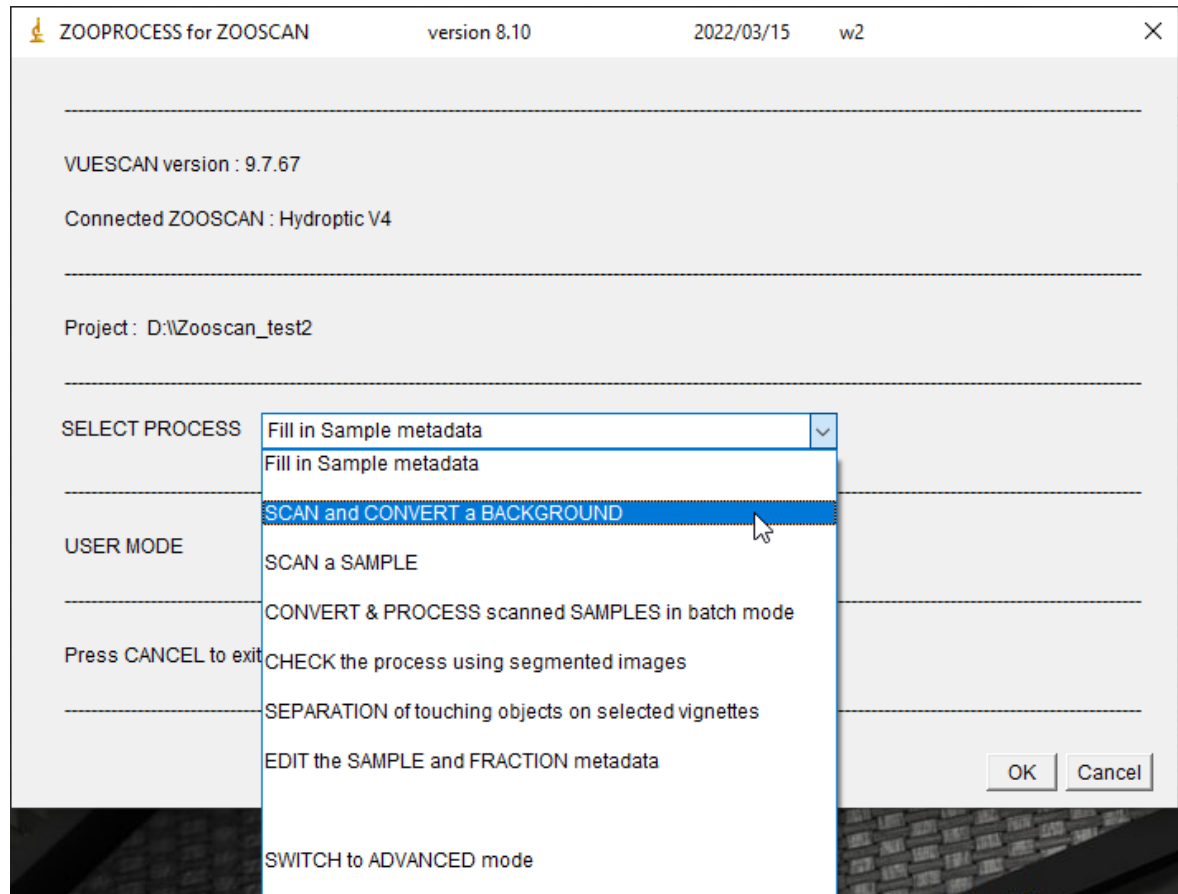 ZOOPROCESS for ZOOSCAN version 8.10 2022/03/15 w2
VUESCAN version : 9.7.67
Connected ZOOSCAN : Hydroptic V4
Project : D:\\Zooscan_test2
SELECT PROCESS Fill in Sample metadata
Fill in Sample metadata
SCAN and CONVERT a BACKGROUND
USER MODE
SCAN a SAMPLE
CONVERT & PROCESS scanned SAMPLES in batch mode
Press CANCEL to exit
CHECK the process using segmented images
SEPARATION of touching objects on selected vignettes
EDIT the SAMPLE and FRACTION metadata
OK Cancel
SWITCH to ADVANCED mode